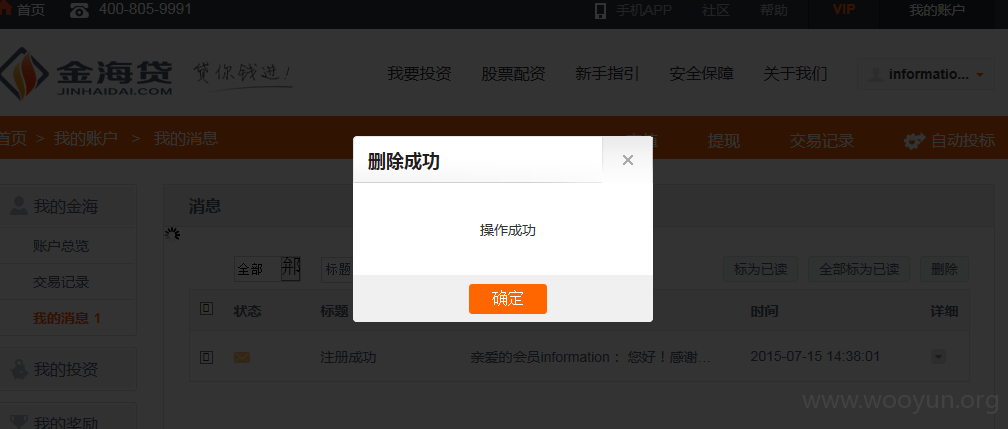 首页 400-805-9991 手机APP 社区 帮助 VIP 我的账户
金海贷 JINHAIDAI.COM 贷你钱进! 我要投资 股票配资 新手指引 安全保障 关于我们 informatio...
首页 > 我的账户 > 我的消息 提现 交易记录 自动投标
删除成功 ×
操作成功
确定
我的金海
账户总览
交易记录
我的消息 1
我的投资
我的奖励
消息
全部 标题 标为已读 全部标为已读 删除
状态 标题 时间 详细
注册成功 亲爱的会员information： 您好！感谢... 2015-07-15 14:38:01
www.wooyun.org